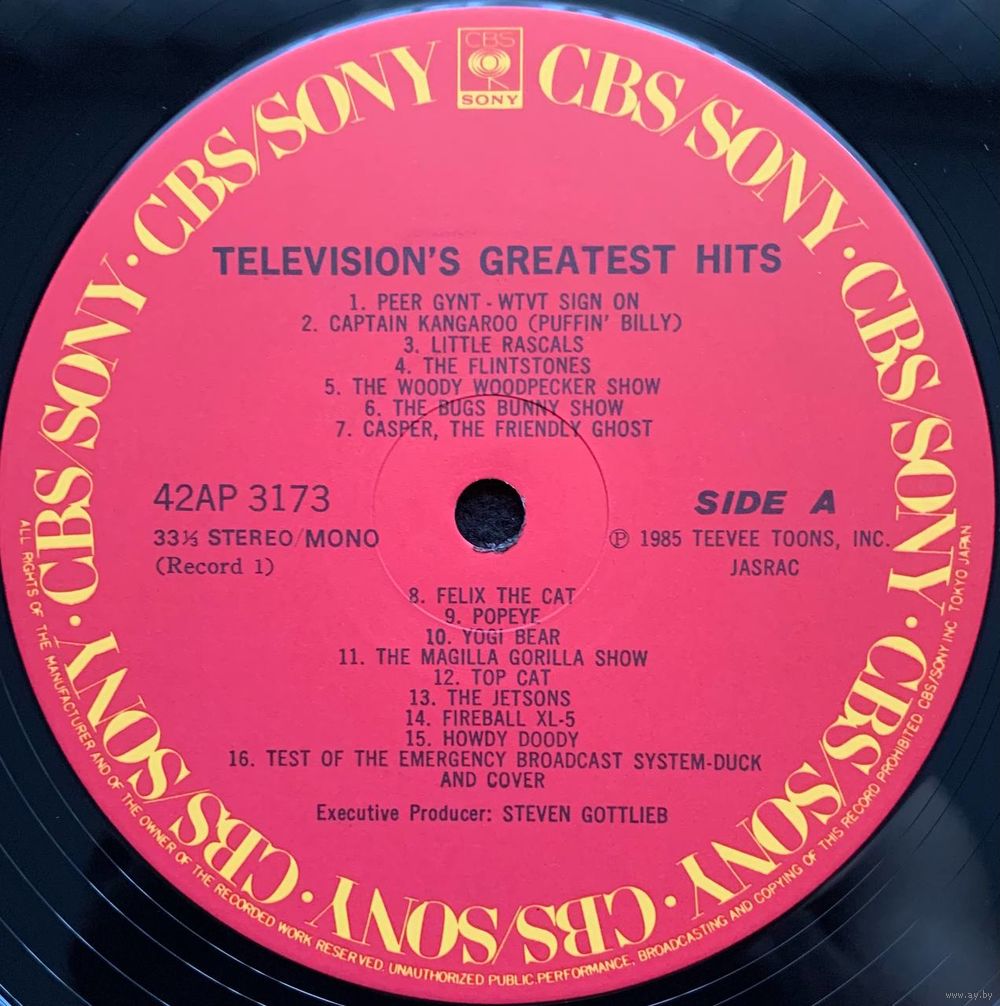 CBS
SONY
CBS/SONY · CBS/SONY · CBS/SONY · CBS/SONY · CBS/SONY · CBS/SONY · CBS/SONY · CBS/SONY
TELEVISION'S GREATEST HITS
1. PEER GYNT - WTVT SIGN ON
2. CAPTAIN KANGAROO (PUFFIN' BILLY)
3. LITTLE RASCALS
4. THE FLINTSTONES
5. THE WOODY WOODPECKER SHOW
6. THE BUGS BUNNY SHOW
7. CASPER, THE FRIENDLY GHOST
42AP 3173
33⅓ STEREO/MONO
(Record 1)
SIDE A
℗ 1985 TEEVEE TOONS, INC.
JASRAC
8. FELIX THE CAT
9. POPEYE
10. YOGI BEAR
11. THE MAGILLA GORILLA SHOW
12. TOP CAT
13. THE JETSONS
14. FIREBALL XL-5
15. HOWDY DOODY
16. TEST OF THE EMERGENCY BROADCAST SYSTEM-DUCK
AND COVER
Executive Producer: STEVEN GOTTLIEB
ALL RIGHTS OF THE MANUFACTURER AND OF THE OWNER OF THE RECORDED WORK RESERVED. UNAUTHORIZED PUBLIC PERFORMANCE, BROADCASTING AND COPYING OF THIS RECORD PROHIBITED CBS/SONY INC TOKYO JAPAN
www.ay.by